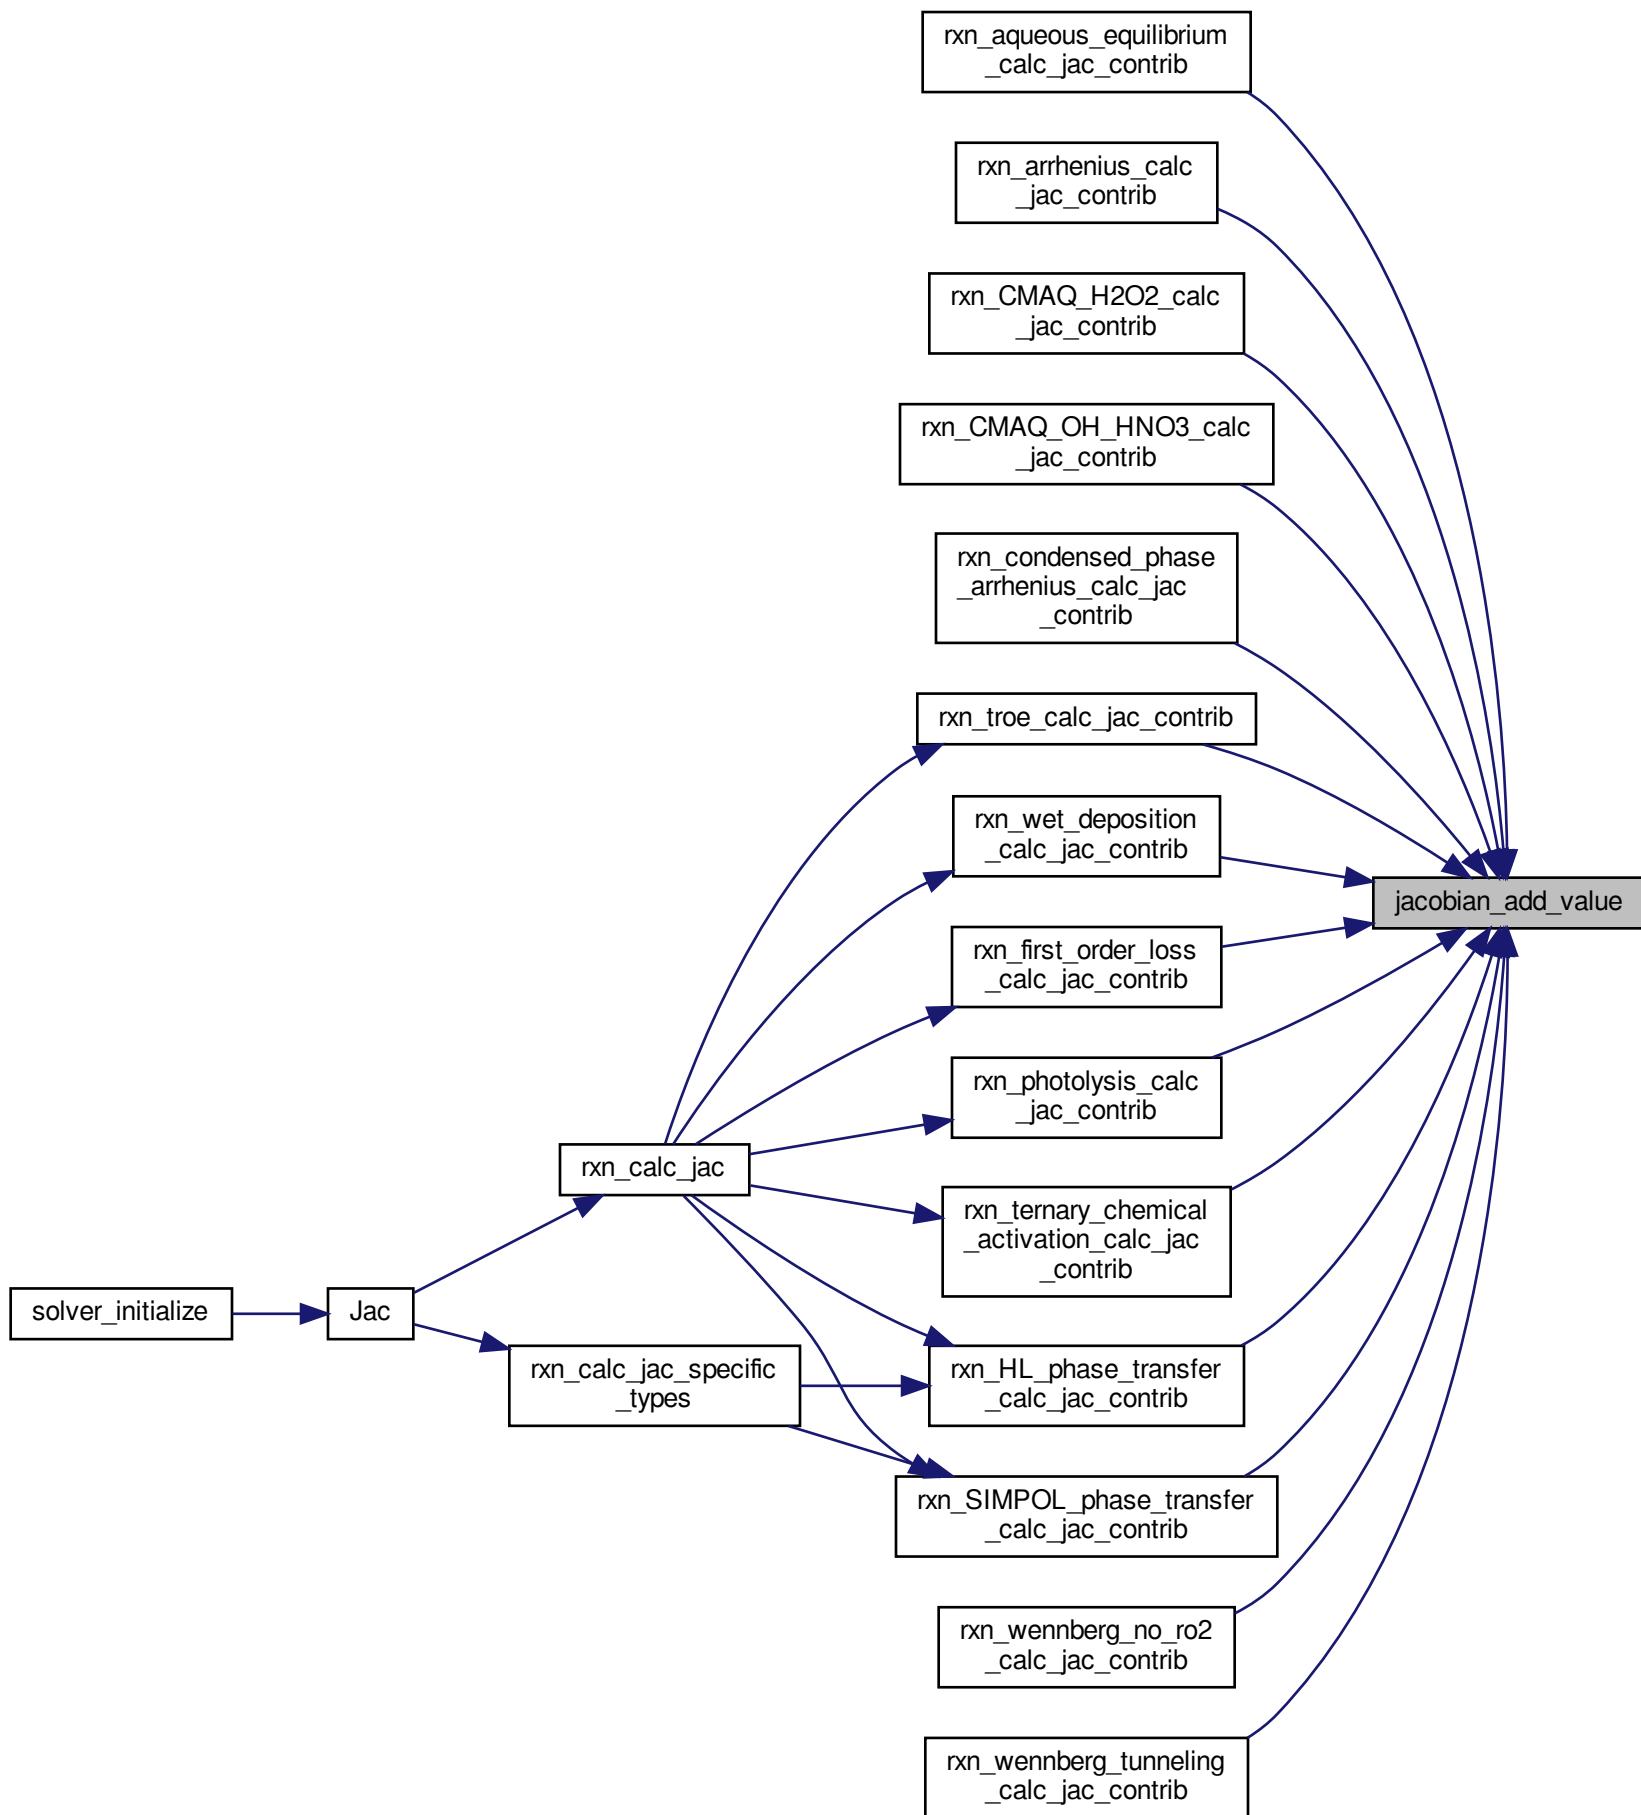 rxn_aqueous_equilibrium
_calc_jac_contrib
rxn_arrhenius_calc
_jac_contrib
rxn_CMAQ_H2O2_calc
_jac_contrib
rxn_CMAQ_OH_HNO3_calc
_jac_contrib
rxn_condensed_phase
_arrhenius_calc_jac
_contrib
rxn_troe_calc_jac_contrib
rxn_wet_deposition
_calc_jac_contrib
jacobian_add_value
rxn_first_order_loss
_calc_jac_contrib
rxn_photolysis_calc
_jac_contrib
rxn_calc_jac
rxn_ternary_chemical
_activation_calc_jac
_contrib
solver_initialize
Jac
rxn_calc_jac_specific
_types
rxn_HL_phase_transfer
_calc_jac_contrib
rxn_SIMPOL_phase_transfer
_calc_jac_contrib
rxn_wennberg_no_ro2
_calc_jac_contrib
rxn_wennberg_tunneling
_calc_jac_contrib